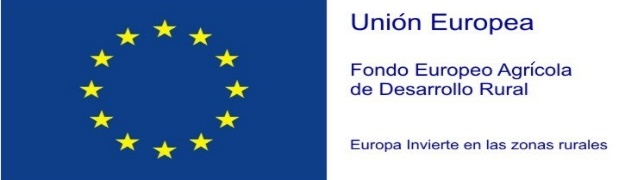 Unión Europea
Fondo Europeo Agrícola
de Desarrollo Rural
Europa Invierte en las zonas rurales